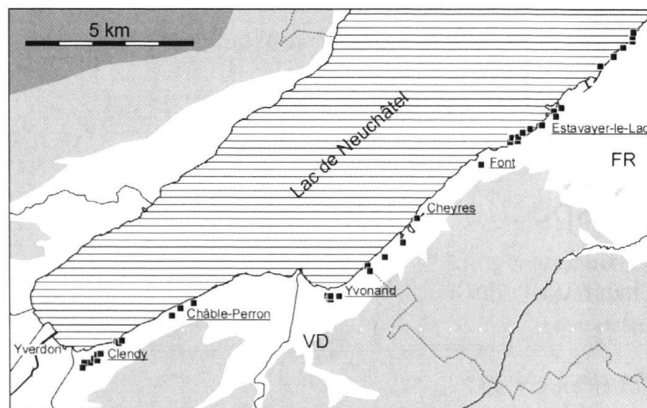 5 km
Lac de Neuchâtel
Estavayer-le-Lac
FR
Font
Cheyres
Yvonand
Châble-Perron
VD
Yverdon
Clendy